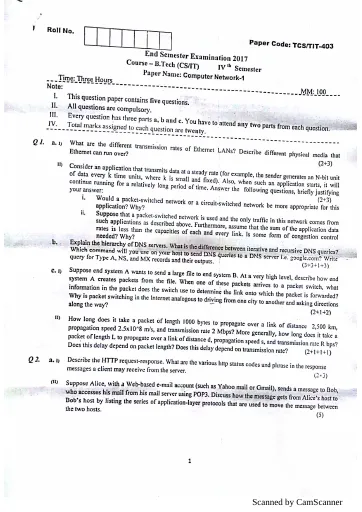 1 Roll No.
Paper Code: TCS/TIT-403
End Semester Examination 2017
Course – B.Tech (CS/IT) IV th Semester
Paper Name: Computer Network-1
Time: Three Hours MM: 100
Note:
I. This question paper contains five questions.
II. All questions are compulsory.
III. Every question has three parts a, b and c. You have to attend any two parts from each question.
IV. Total marks assigned to each question are twenty.
Q1. a. i) What are the different transmission rates of Ethernet LANs? Describe different physical media that
Ethernet can run over? (2+3)
ii) Consider an application that transmits data at a steady rate (for example, the sender generates an N-bit unit
of data every k time units, where k is small and fixed). Also, when such an application starts, it will
continue running for a relatively long period of time. Answer the following questions, briefly justifying
your answer: (2+3)
i. Would a packet-switched network or a circuit-switched network be more appropriate for this
application? Why?
ii. Suppose that a packet-switched network is used and the only traffic in this network comes from
such applications as described above. Furthermore, assume that the sum of the application data
rates is less than the capacities of each and every link. Is some form of congestion control
needed? Why?
b. Explain the hierarchy of DNS servers. What is the difference between iterative and recursive DNS queries?
Which command will you use on your host to send DNS queries to a DNS server i.e. google.com? Write
query for Type A, NS, and MX records and their outputs. (3+3+1+3)
c. i) Suppose end system A wants to send a large file to end system B. At a very high level, describe how end
system A creates packets from the file. When one of these packets arrives to a packet switch, what
information in the packet does the switch use to determine the link onto which the packet is forwarded?
Why is packet switching in the Internet analogous to driving from one city to another and asking directions
along the way? (2+1+2)
ii) How long does it take a packet of length 1000 bytes to propagate over a link of distance 2,500 km,
propagation speed 2.5x10⁸ m/s, and transmission rate 2 Mbps? More generally, how long does it take a
packet of length L to propagate over a link of distance d, propagation speed s, and transmission rate R bps?
Does this delay depend on packet length? Does this delay depend on transmission rate? (2+1+1+1)
Q2. a. i) Describe the HTTP request-response. What are the various http status codes and phrase in the response
messages a client may receive from the server. (2+3)
(ii) Suppose Alice, with a Web-based e-mail account (such as Yahoo mail or Gmail), sends a message to Bob,
who accesses his mail from his mail server using POP3. Discuss how the message gets from Alice's host to
Bob's host by listing the series of application-layer protocols that are used to move the message between
the two hosts. (5)
1
Scanned by CamScanner